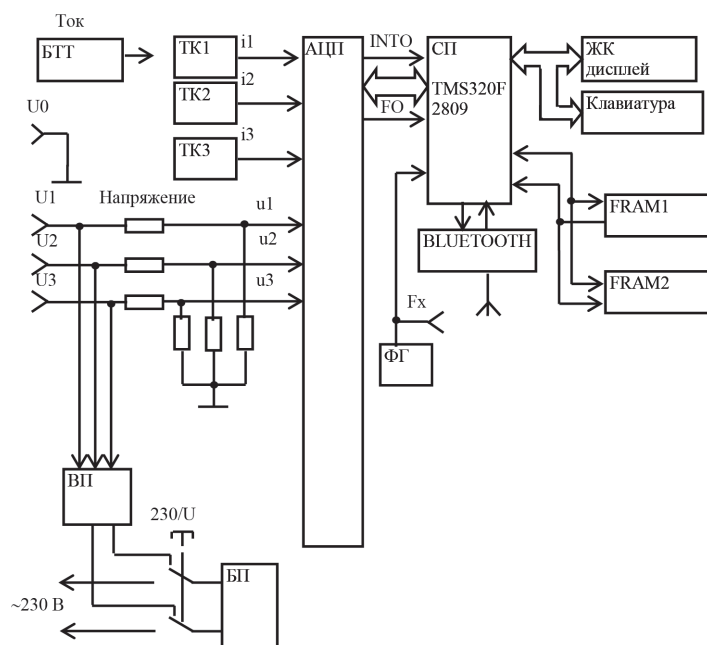 Ток
БТТ
ТК1
i1
АЦП
INTO
СП
ЖК
дисплей
ТК2
i2
TMS320F
2809
FO
Клавиатура
U0
ТК3
i3
U1
Напряжение
u1
FRAM1
U2
u2
BLUETOOTH
U3
u3
FRAM2
Fx
ФГ
ВП
230/U
БП
~230 В